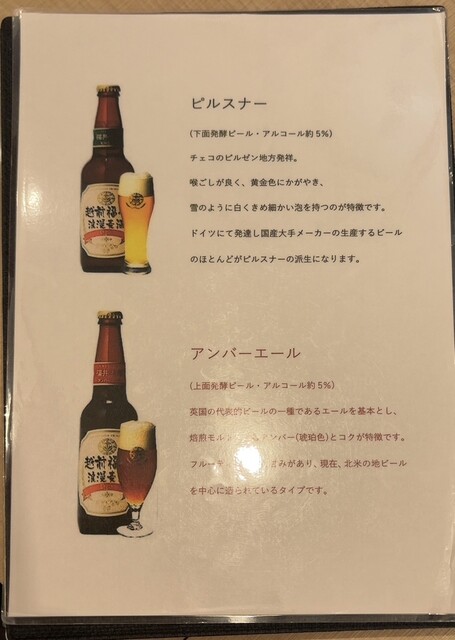 ピルスナー
(下面発酵ビール・アルコール約5%)
チェコのピルゼン地方発祥。
喉ごしが良く、黄金色にかがやき、
雪のように白くきめ細かい泡を持つのが特徴です。
ドイツにて発達し国産大手メーカーの生産するビール
のほとんどがピルスナーの派生になります。
越前福
浪漫麦酒
アンバーエール
(上面発酵ビール・アルコール約5%)
英国の代表的ビールの一種であるエールを基本とし、
焙煎モル アンバー(琥珀色)とコクが特徴です。
フルーティ 甘みがあり、現在、北米の地ビール
を中心に造られているタイプです。
越前福
浪漫麦